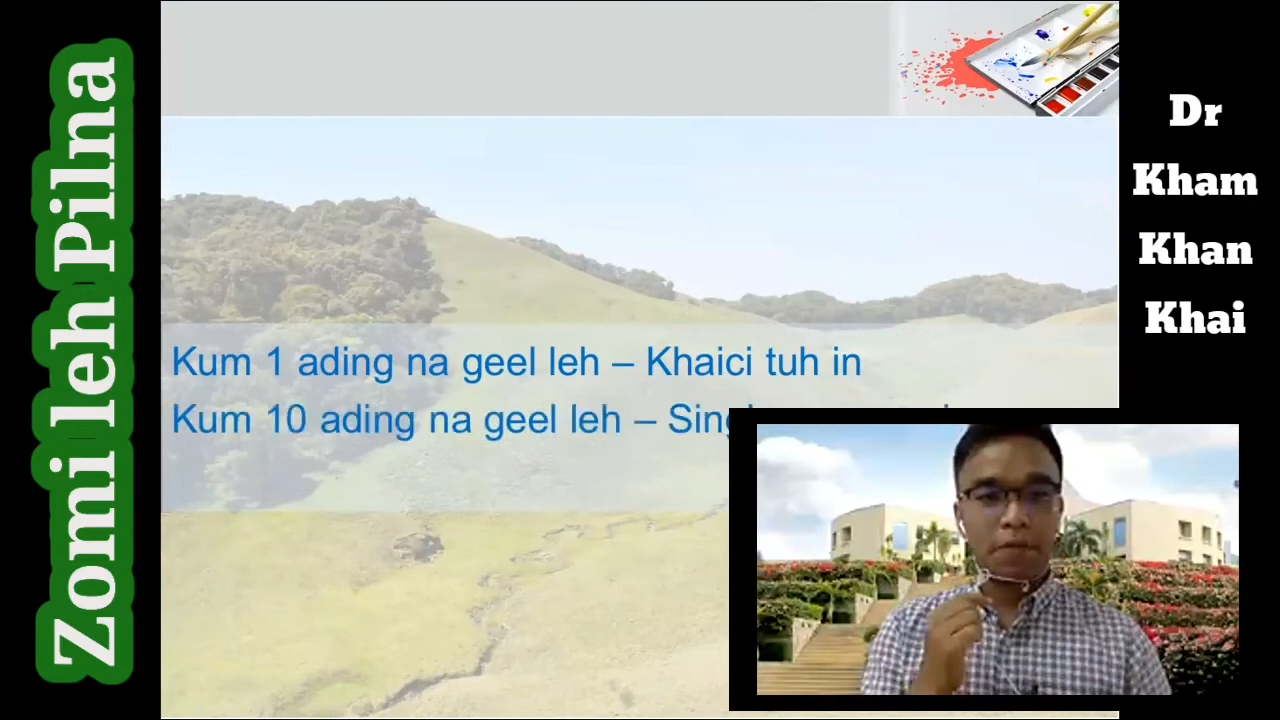 Zomi leh Pilna
Kum 1 ading na geel leh – Khaici tuh in
Kum 10 ading na geel leh –
Dr
Kham
Khan
Khai